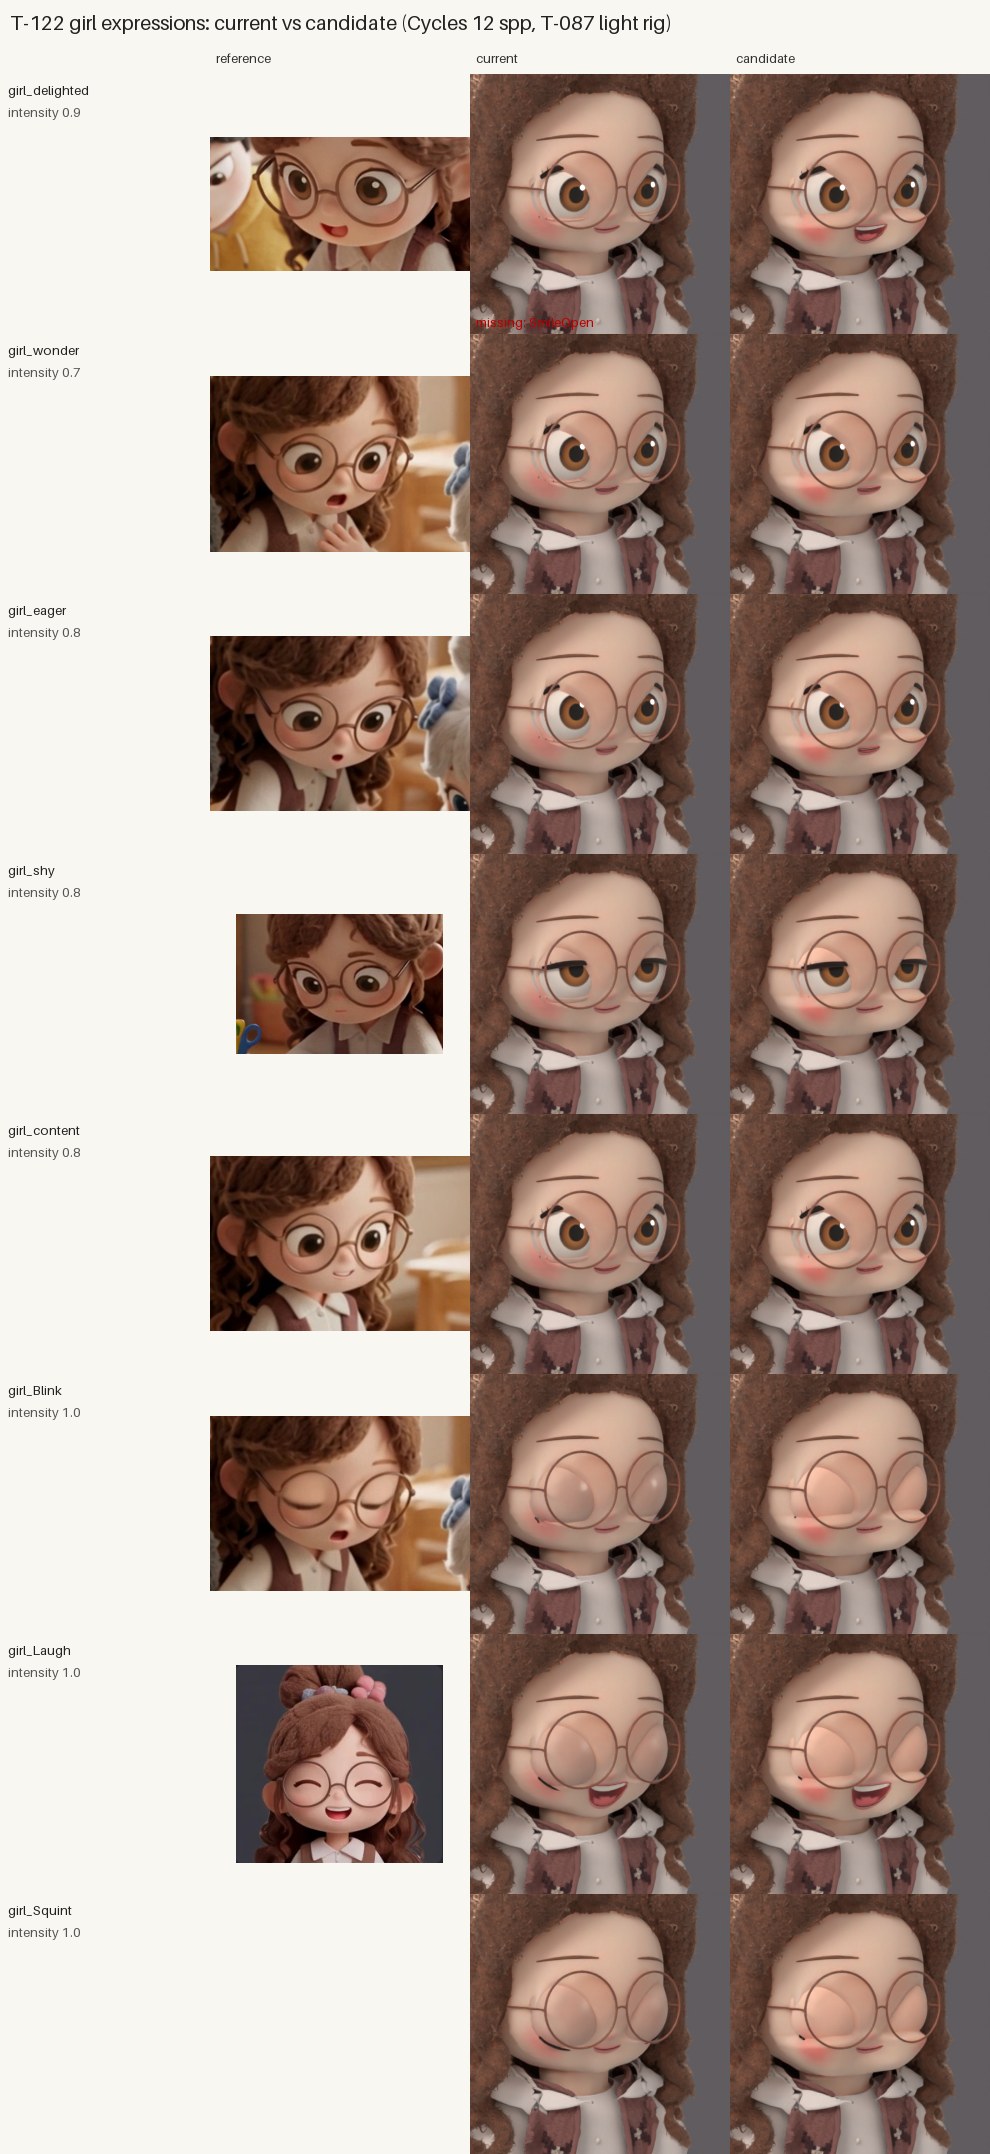 T-122 girl expressions: current vs candidate (Cycles 12 spp, T-087 light rig)
reference current candidate
girl_delighted
intensity 0.9
missing: SmileOpen
girl_wonder
intensity 0.7
girl_eager
intensity 0.8
girl_shy
intensity 0.8
girl_content
intensity 0.8
girl_Blink
intensity 1.0
girl_Laugh
intensity 1.0
girl_Squint
intensity 1.0